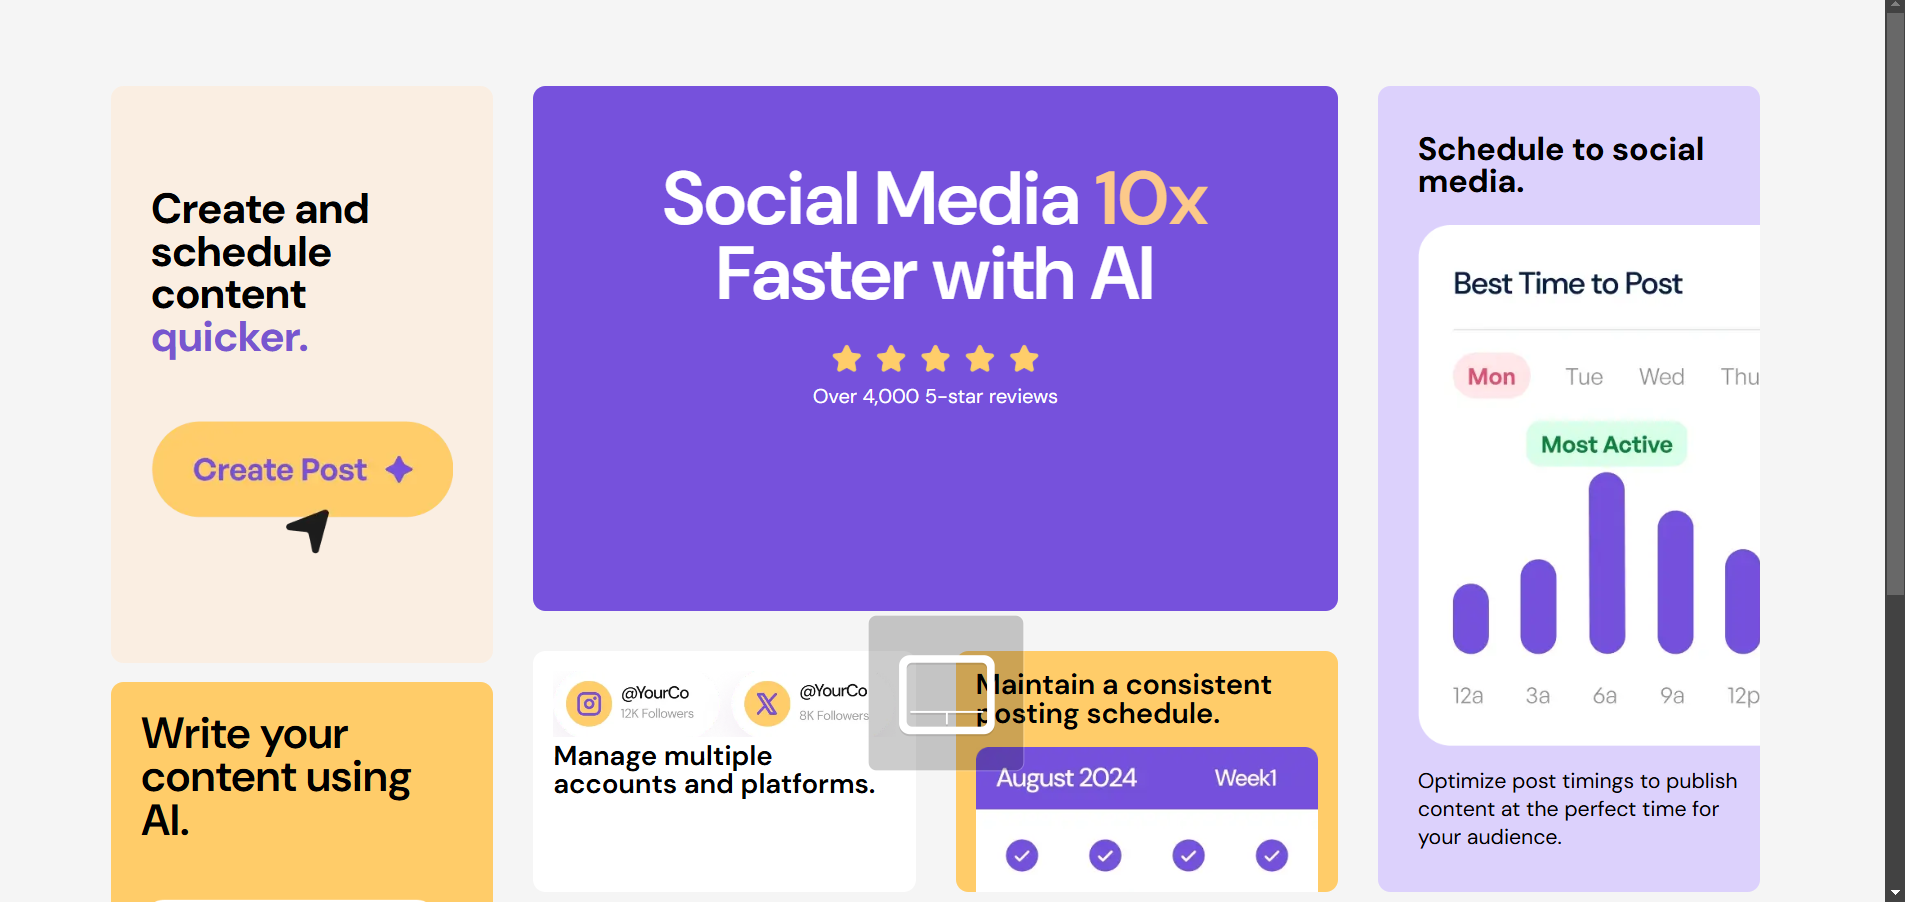 Create and
schedule
content
quicker.
Create Post
Write your
content using
AI.
Social Media 10x
Faster with AI
Over 4,000 5-star reviews
@YourCo
12K Followers
@YourCo
8K Followers
Manage multiple
accounts and platforms.
Maintain a consistent
posting schedule.
August 2024 Week1
Schedule to social
media.
Best Time to Post
Mon Tue Wed Thu
Most Active
12a 3a 6a 9a 12p
Optimize post timings to publish
content at the perfect time for
your audience.